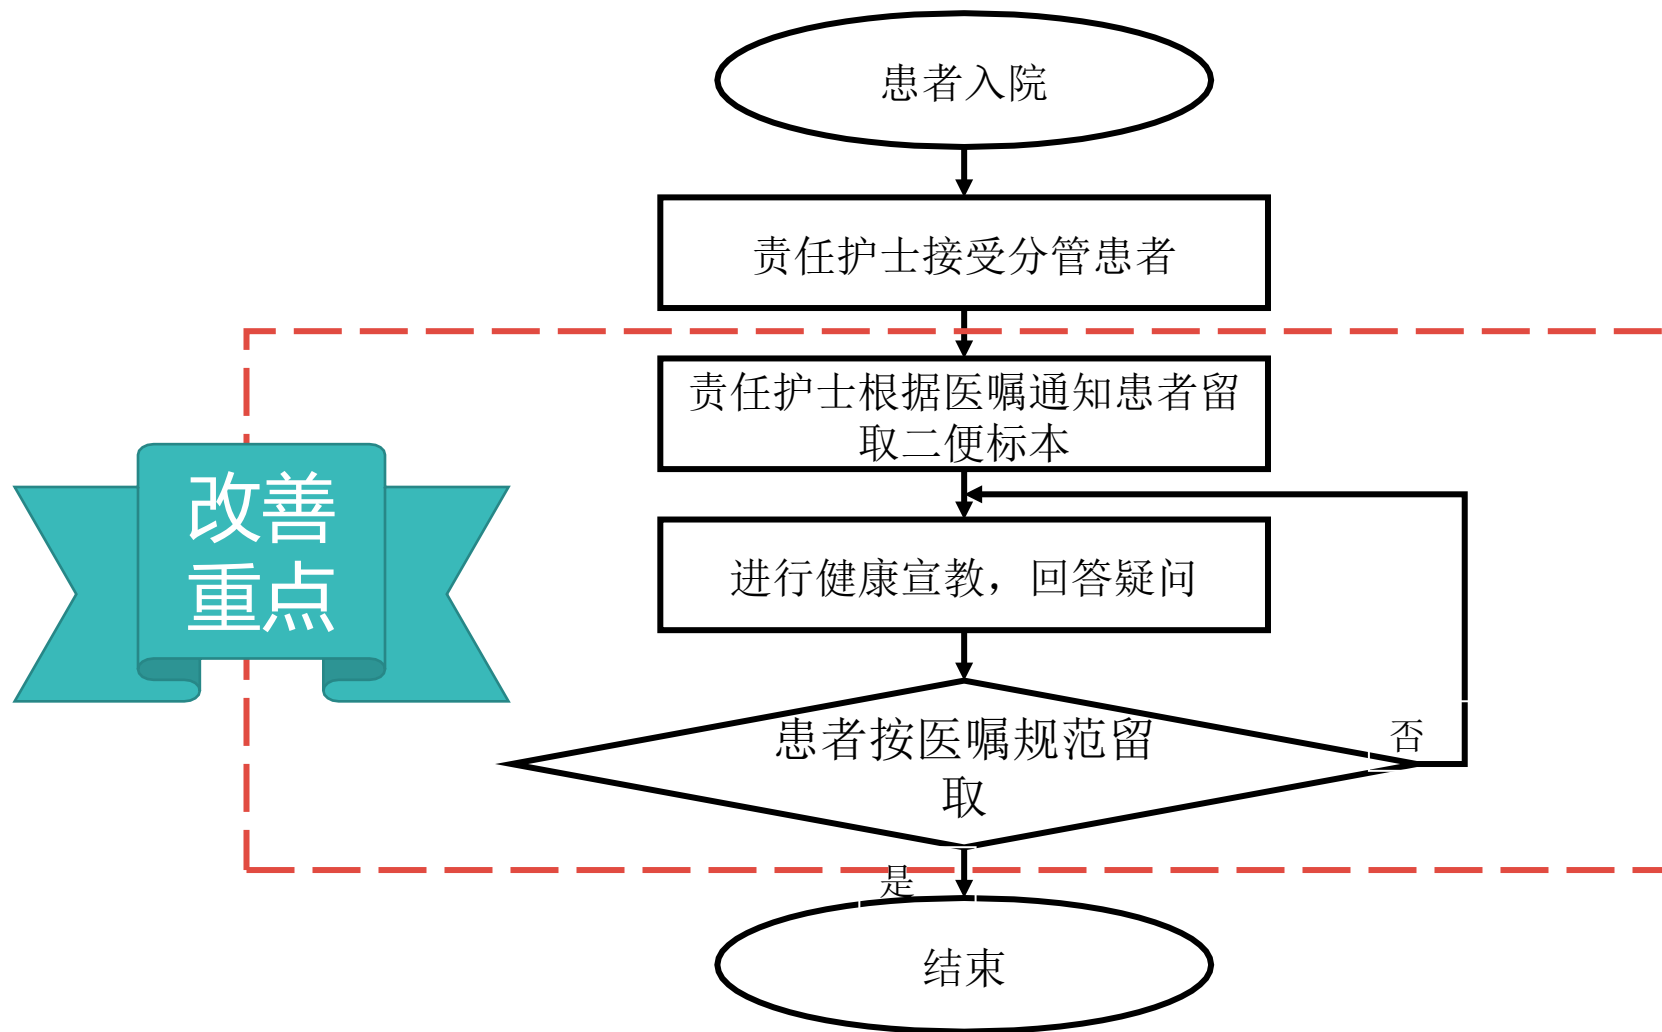 患者入院
责任护士接受分管患者
责任护士根据医嘱通知患者留
取二便标本
改善
重点
进行健康宣教，回答疑问
患者按医嘱规范留
取
否
是
结束